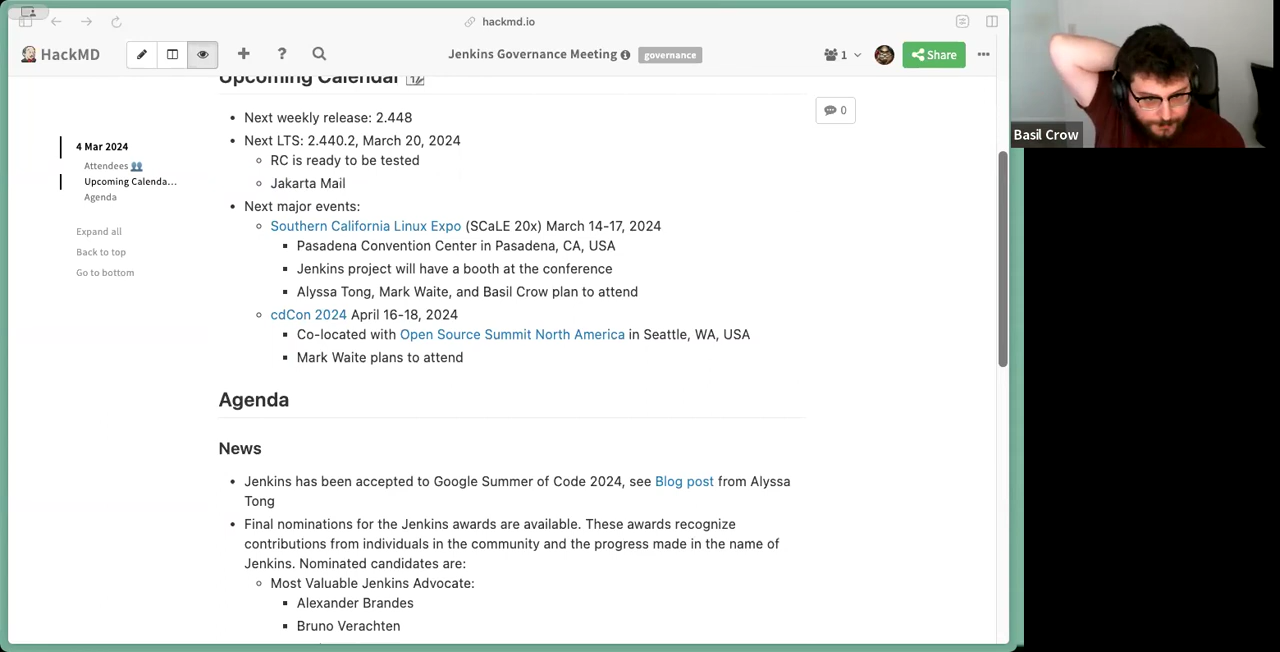 hackmd.io
HackMD
Jenkins Governance Meeting
governance
1
Share
Upcoming Calendar
0
4 Mar 2024
Attendees
Upcoming Calenda...
Agenda
Expand all
Back to top
Go to bottom
Next weekly release: 2.448
Next LTS: 2.440.2, March 20, 2024
RC is ready to be tested
Jakarta Mail
Next major events:
Southern California Linux Expo (SCaLE 20x) March 14-17, 2024
Pasadena Convention Center in Pasadena, CA, USA
Jenkins project will have a booth at the conference
Alyssa Tong, Mark Waite, and Basil Crow plan to attend
cdCon 2024 April 16-18, 2024
Co-located with Open Source Summit North America in Seattle, WA, USA
Mark Waite plans to attend
Agenda
News
Jenkins has been accepted to Google Summer of Code 2024, see Blog post from Alyssa
Tong
Final nominations for the Jenkins awards are available. These awards recognize
contributions from individuals in the community and the progress made in the name of
Jenkins. Nominated candidates are:
Most Valuable Jenkins Advocate:
Alexander Brandes
Bruno Verachten
Basil Crow